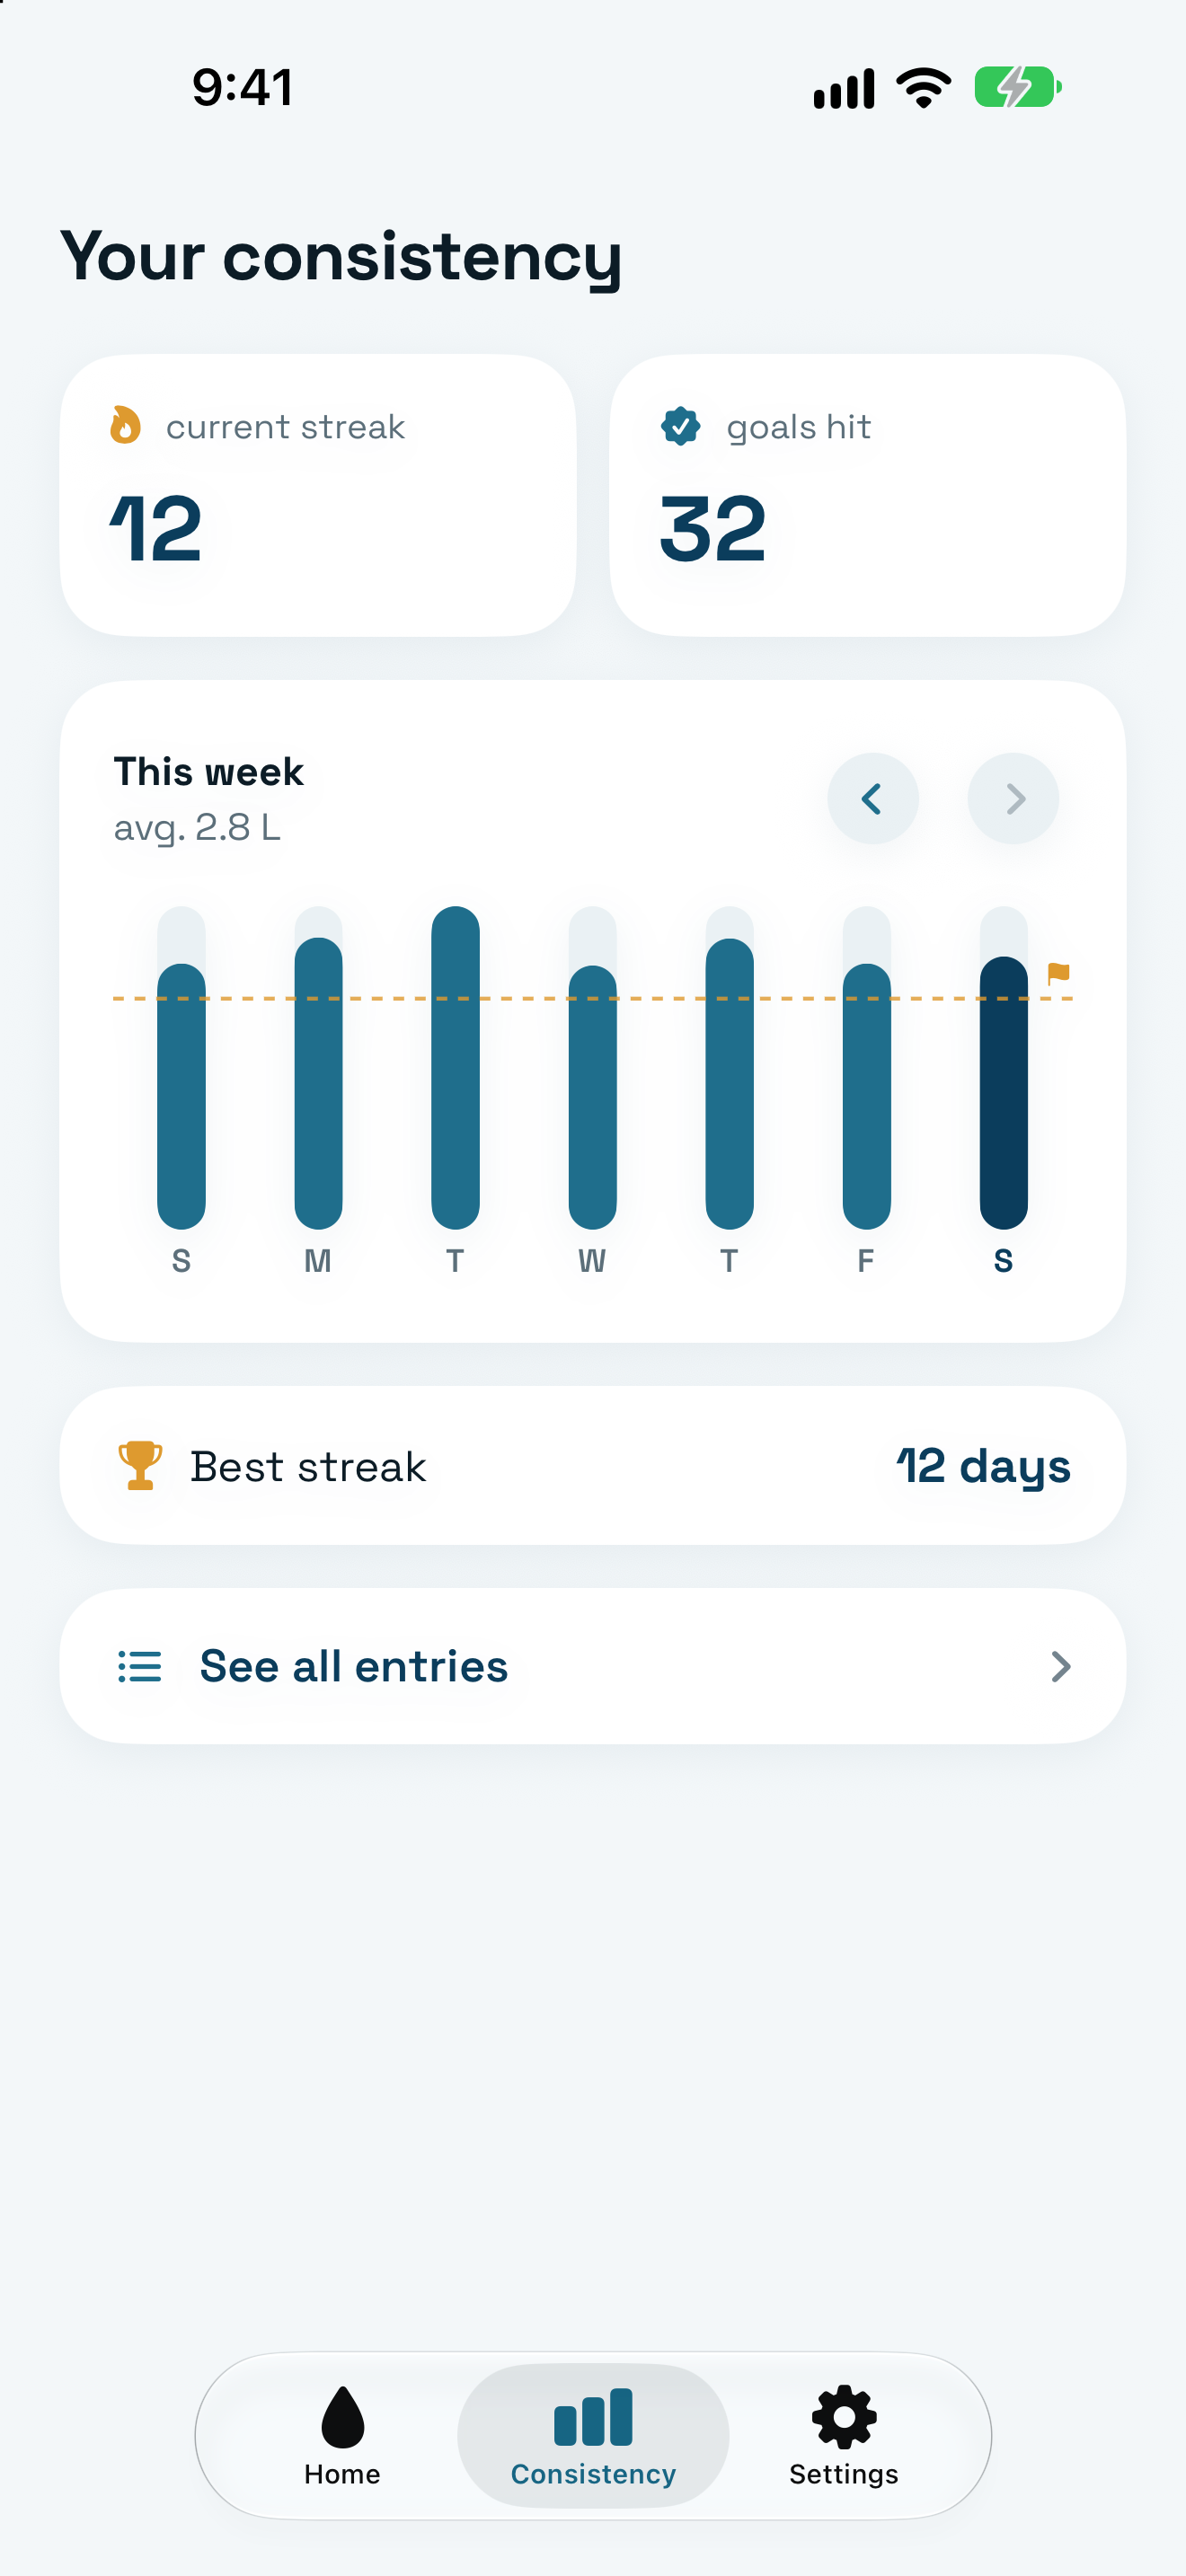 9:41
Your consistency
current streak
12
goals hit
32
This week
avg. 2.8 L
S M T W T F S
Best streak 12 days
See all entries
Home Consistency Settings